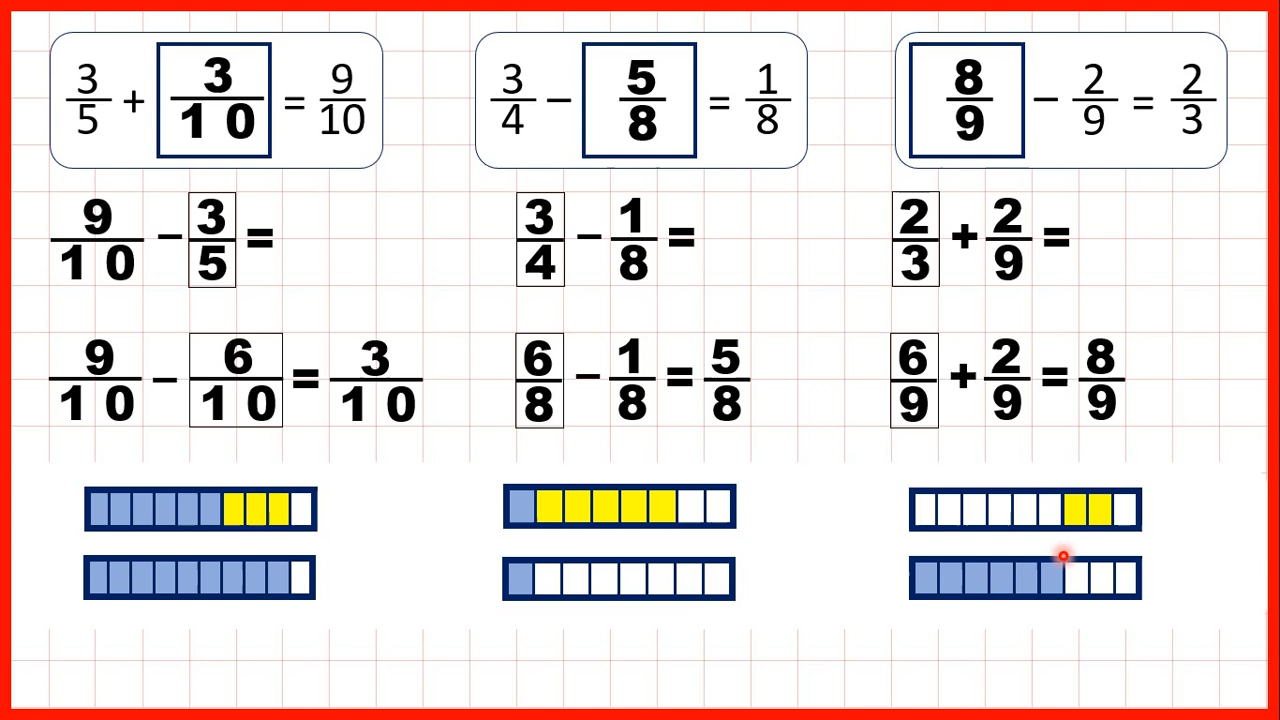 3/5 + 3/10 = 9/10
3/4 − 5/8 = 1/8
8/9 − 2/9 = 2/3
9/10 − 3/5 =
3/4 − 1/8 =
2/3 + 2/9 =
9/10 − 6/10 = 3/10
6/8 − 1/8 = 5/8
6/9 + 2/9 = 8/9